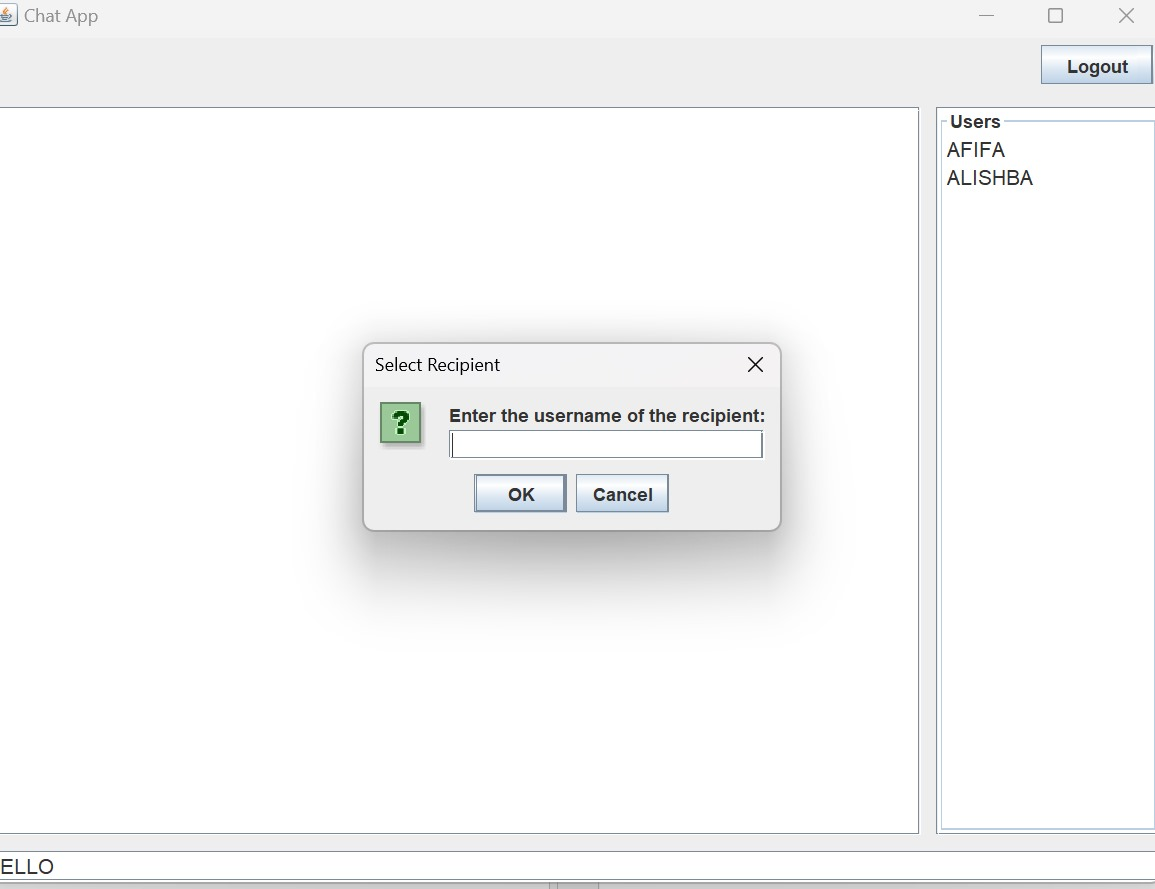 Chat App
Logout
Users
AFIFA
ALISHBA
Select Recipient
?
Enter the username of the recipient:
OK
Cancel
ELLO